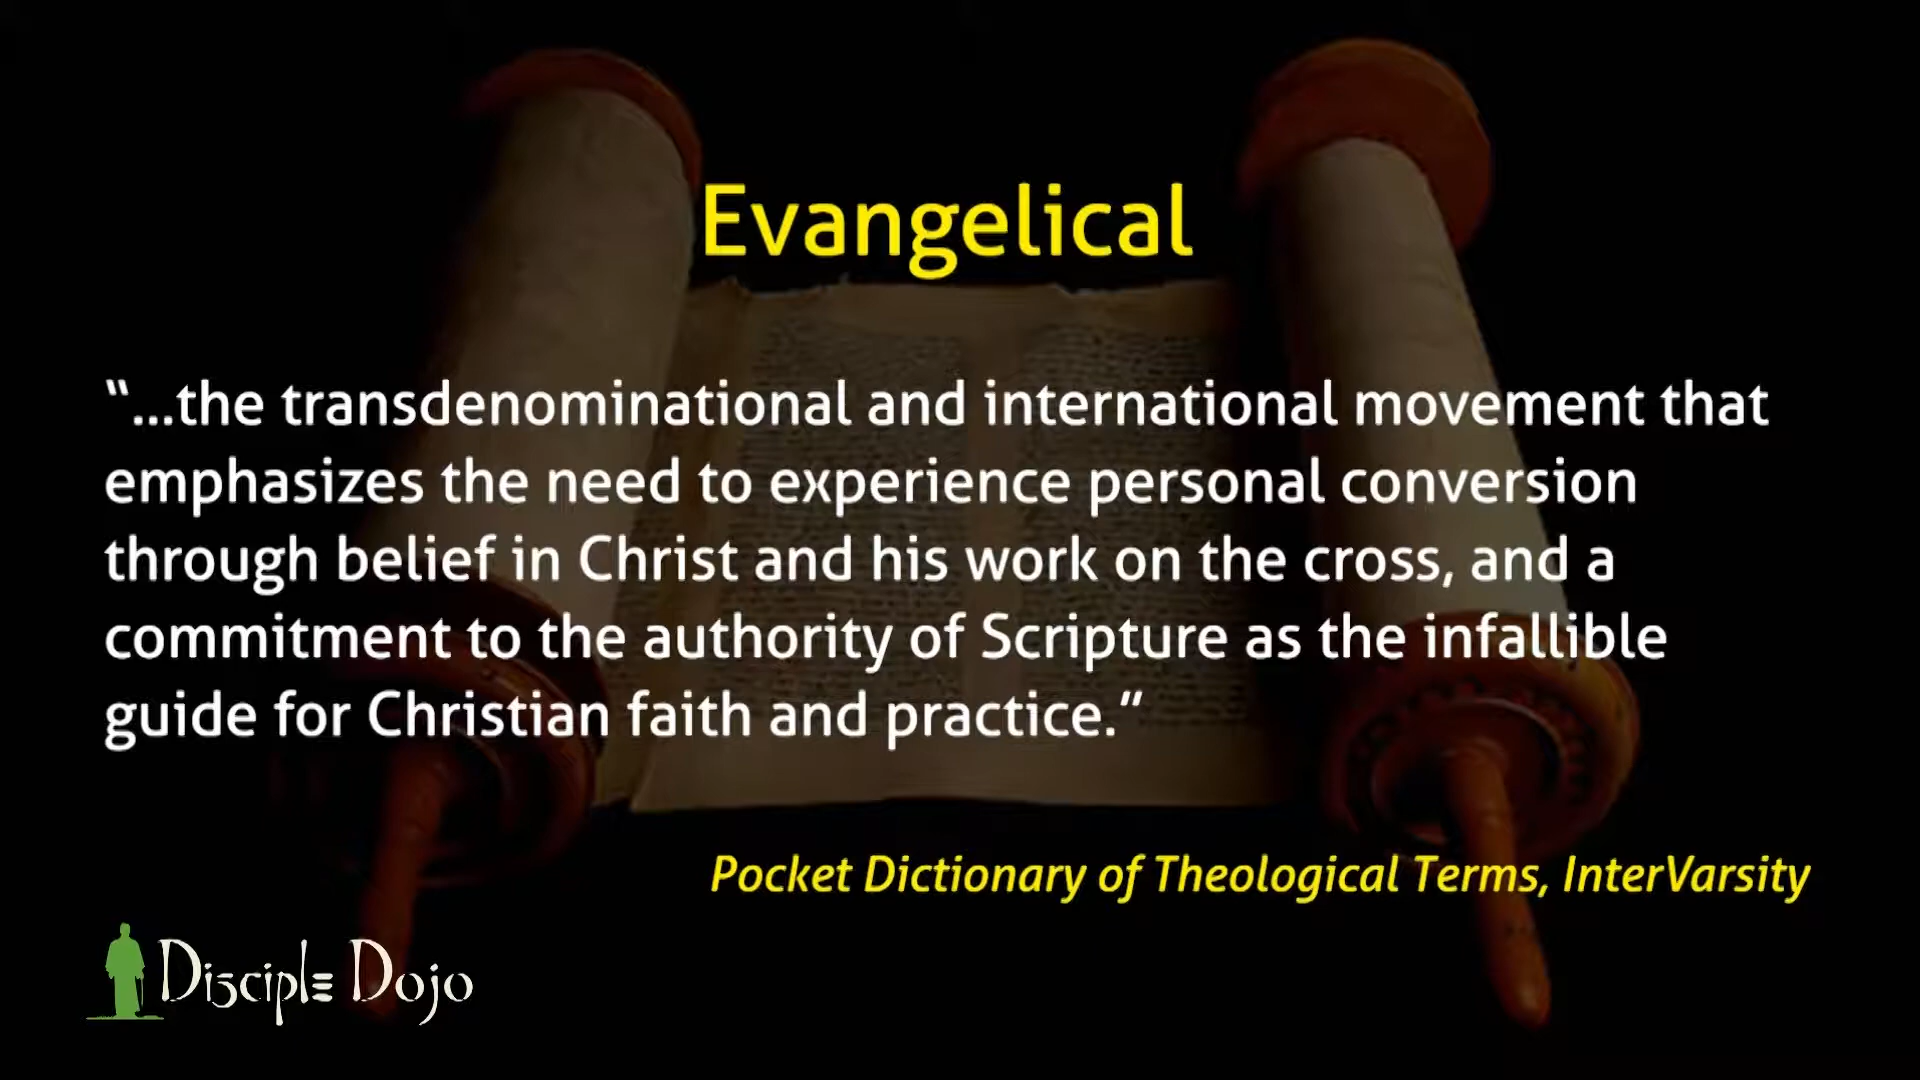 Evangelical
“...the transdenominational and international movement that
emphasizes the need to experience personal conversion
through belief in Christ and his work on the cross, and a
commitment to the authority of Scripture as the infallible
guide for Christian faith and practice.”
Pocket Dictionary of Theological Terms, InterVarsity
Disciple Dojo